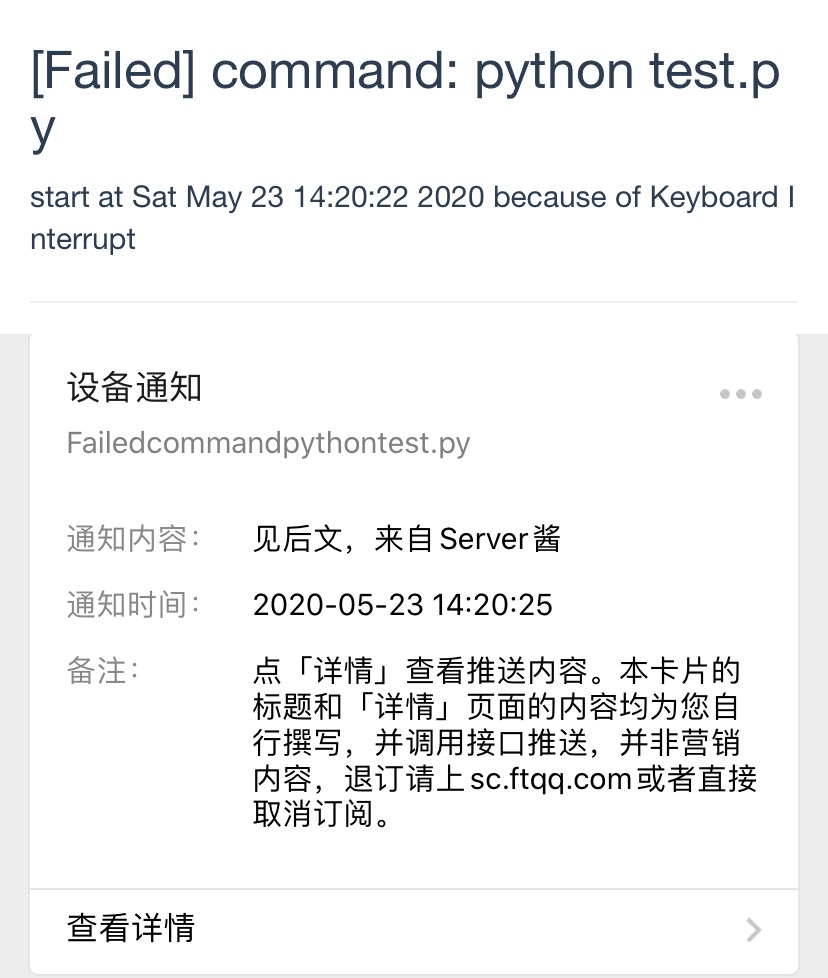 [Failed] command: python test.p
y
start at Sat May 23 14:20:22 2020 because of Keyboard I
nterrupt
设备通知
Failedcommandpythontest.py
通知内容： 见后文，来自Server酱
通知时间： 2020-05-23 14:20:25
备注： 点「详情」查看推送内容。本卡片的
标题和「详情」页面的内容均为您自
行撰写，并调用接口推送，并非营销
内容，退订请上sc.ftqq.com或者直接
取消订阅。
查看详情